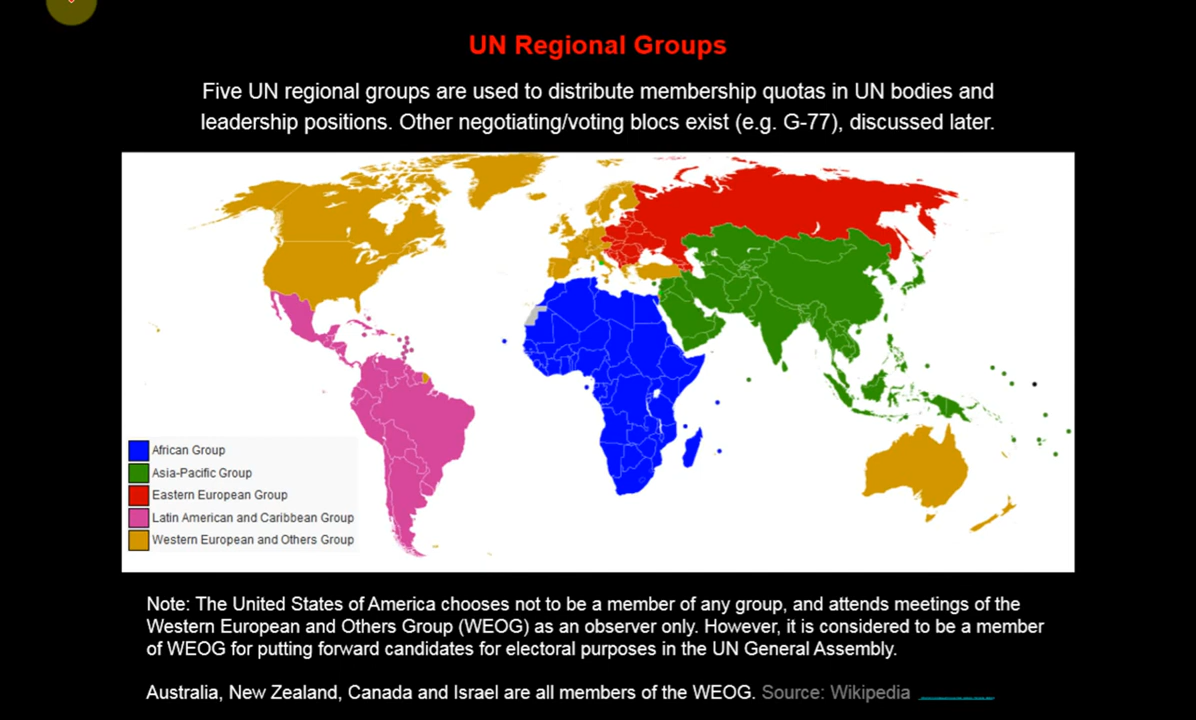 UN Regional Groups
Five UN regional groups are used to distribute membership quotas in UN bodies and
leadership positions. Other negotiating/voting blocs exist (e.g. G-77), discussed later.
African Group
Asia-Pacific Group
Eastern European Group
Latin American and Caribbean Group
Western European and Others Group
Note: The United States of America chooses not to be a member of any group, and attends meetings of the
Western European and Others Group (WEOG) as an observer only. However, it is considered to be a member
of WEOG for putting forward candidates for electoral purposes in the UN General Assembly.
Australia, New Zealand, Canada and Israel are all members of the WEOG. Source: Wikipedia